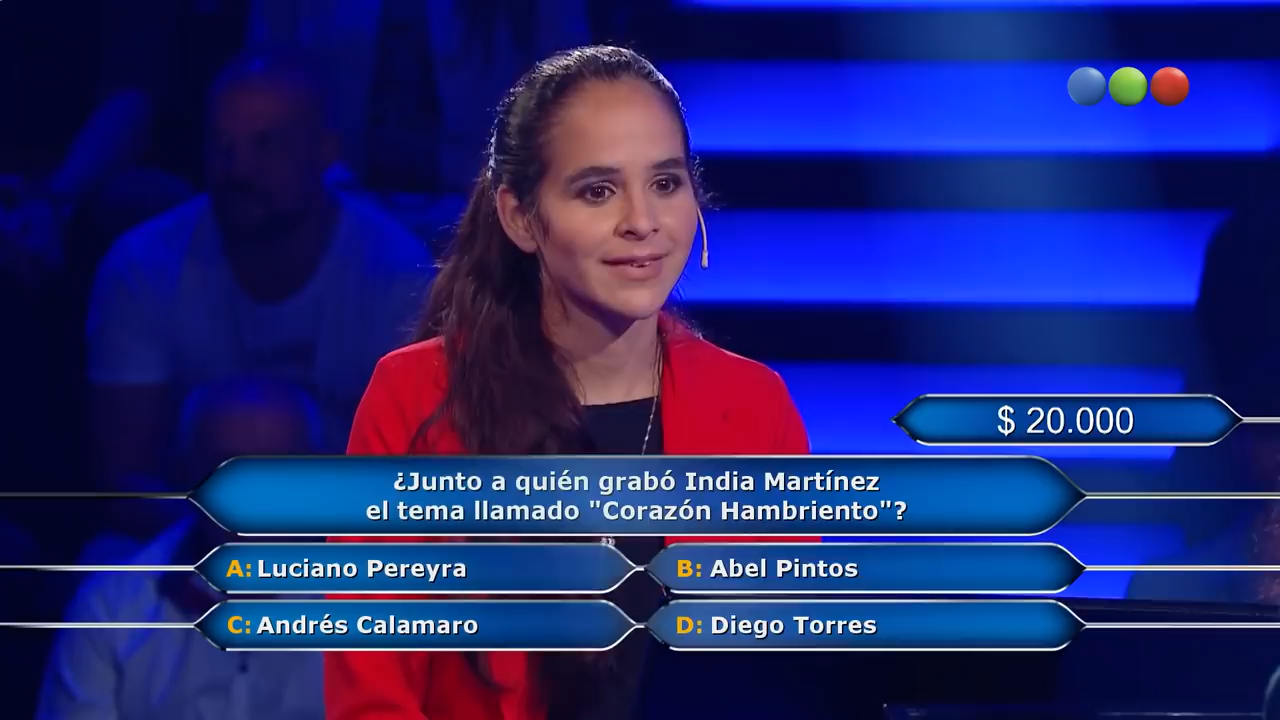 $ 20.000
¿Junto a quién grabó India Martínez
el tema llamado "Corazón Hambriento"?
A: Luciano Pereyra
B: Abel Pintos
C: Andrés Calamaro
D: Diego Torres